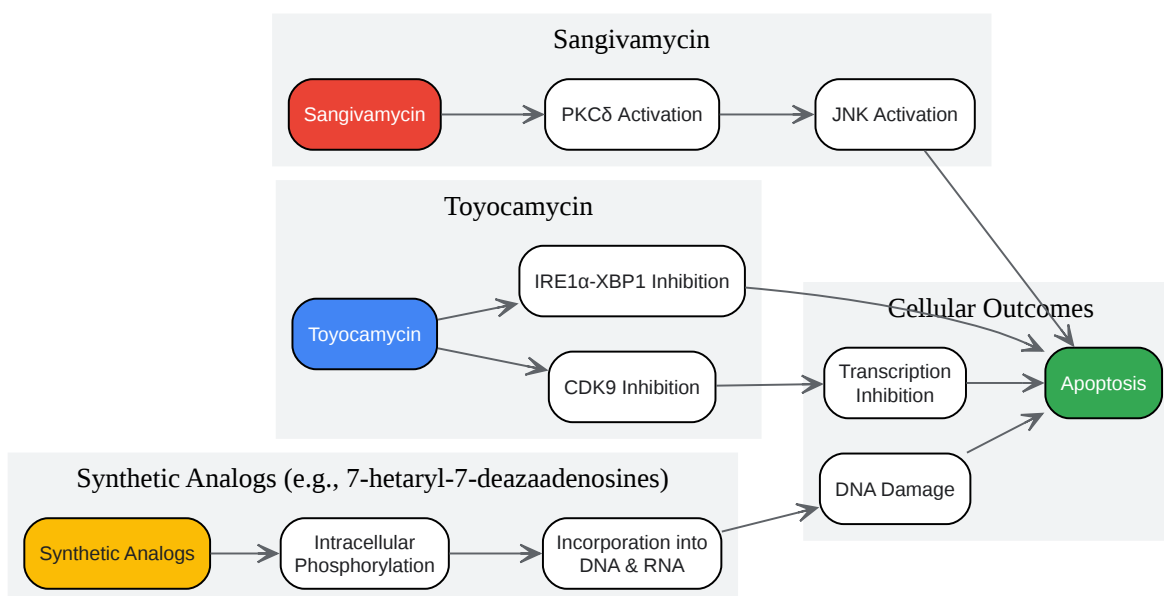 Sangivamycin
Sangivamycin
PKCδ Activation
JNK Activation
Toyocamycin
Toyocamycin
IRE1α-XBP1 Inhibition
CDK9 Inhibition
Cellular Outcomes
Transcription
Inhibition
Apoptosis
DNA Damage
Synthetic Analogs (e.g., 7-hetaryl-7-deazaadenosines)
Synthetic Analogs
Intracellular
Phosphorylation
Incorporation into
DNA & RNA